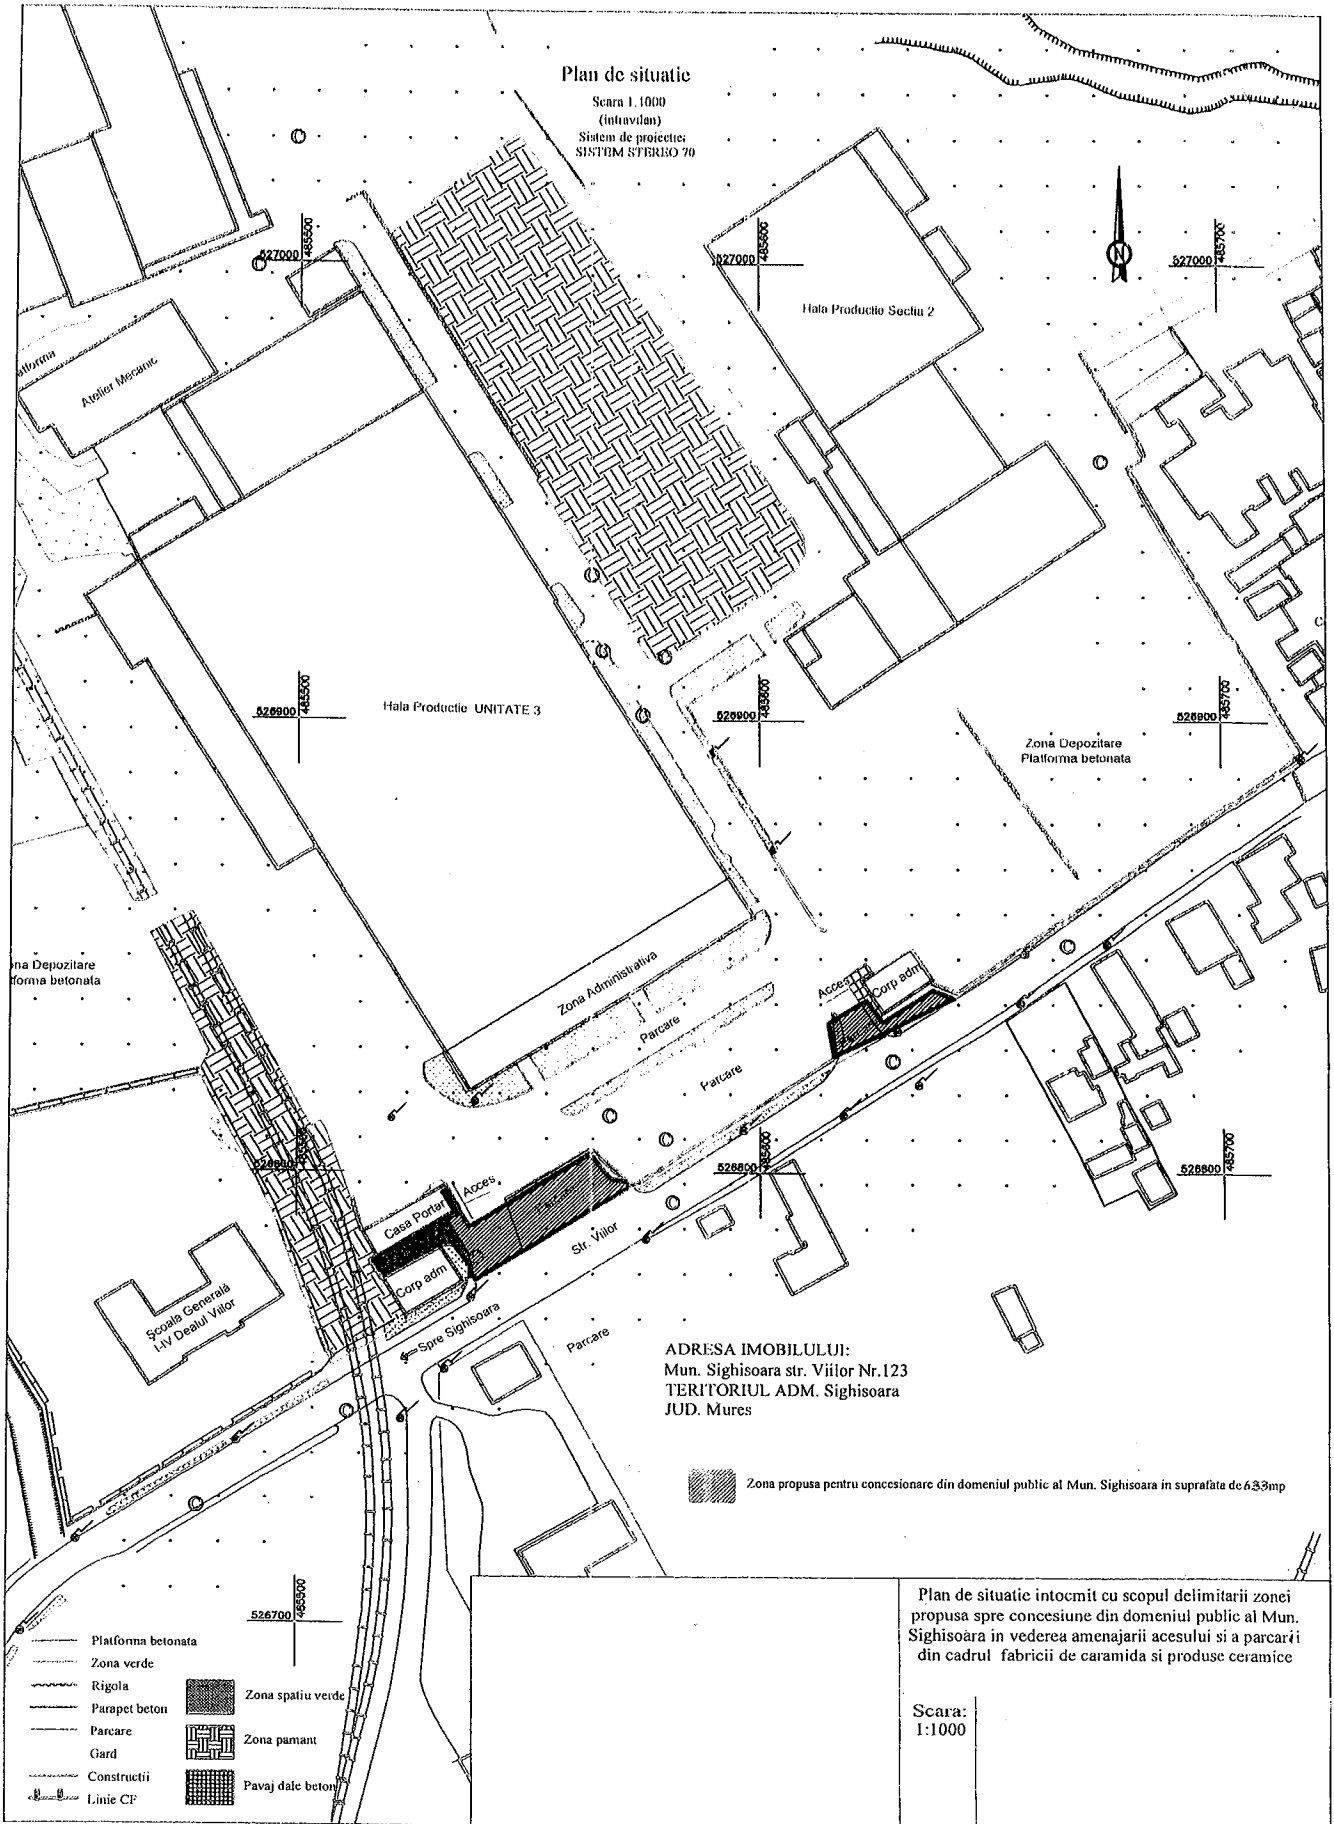 Plan de situatie
Scara 1.1000
(intravilan)
Sistem de proiectie:
SISTEM STEREO 70
527000
485500
527000
485600
527000
485700
N
Hala Productie Sectia 2
atforma
Atelier Mecanic
526900
485500
Hala Productie UNITATE 3
526900
485600
526900
485700
Zona Depozitare
Platforma betonata
C
na Depozitare
forma betonata
Zona Administrativa
Parcare
Parcare
Acces
Corp adm
526800
485500
526800
485600
526800
485700
Acces
Casa Portar
Corp adm
Str. Viilor
Școala Generală
I-IV Dealul Viilor
Spre Sighisoara
Parcare
ADRESA IMOBILULUI:
Mun. Sighisoara str. Viilor Nr.123
TERITORIUL ADM. Sighisoara
JUD. Mures
Zona propusa pentru concesionare din domeniul public al Mun. Sighisoara in suprafata de 633mp
526700
485500
Platforma betonata
Zona verde
Rigola
Parapet beton
Parcare
Gard
Constructii
Linie CF
Zona spatiu verde
Zona pamant
Pavaj dale beton
Plan de situatie intocmit cu scopul delimitarii zonei
propusa spre concesiune din domeniul public al Mun.
Sighisoara in vederea amenajarii acesului si a parcarii
din cadrul fabricii de caramida si produse ceramice
Scara:
1:1000